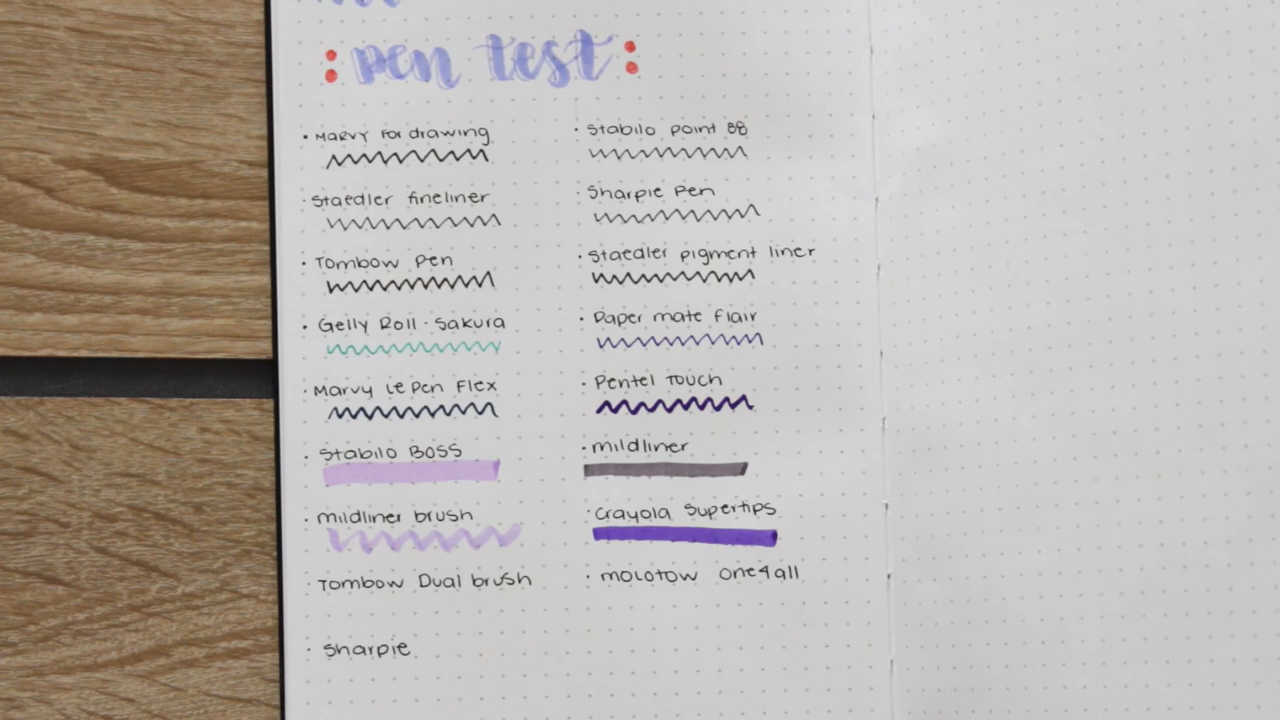 : pen test :
• Marvy for drawing
• Staedler fineliner
• Tombow Pen
• Gelly Roll - Sakura
• Marvy Le Pen Flex
• Stabilo BOSS
• mildliner brush
• Tombow Dual brush
• Sharpie
• Stabilo point 88
• Sharpie Pen
• Staedler pigment liner
• Paper mate flair
• Pentel Touch
• mildliner
• Crayola Supertips
• molotow One4all